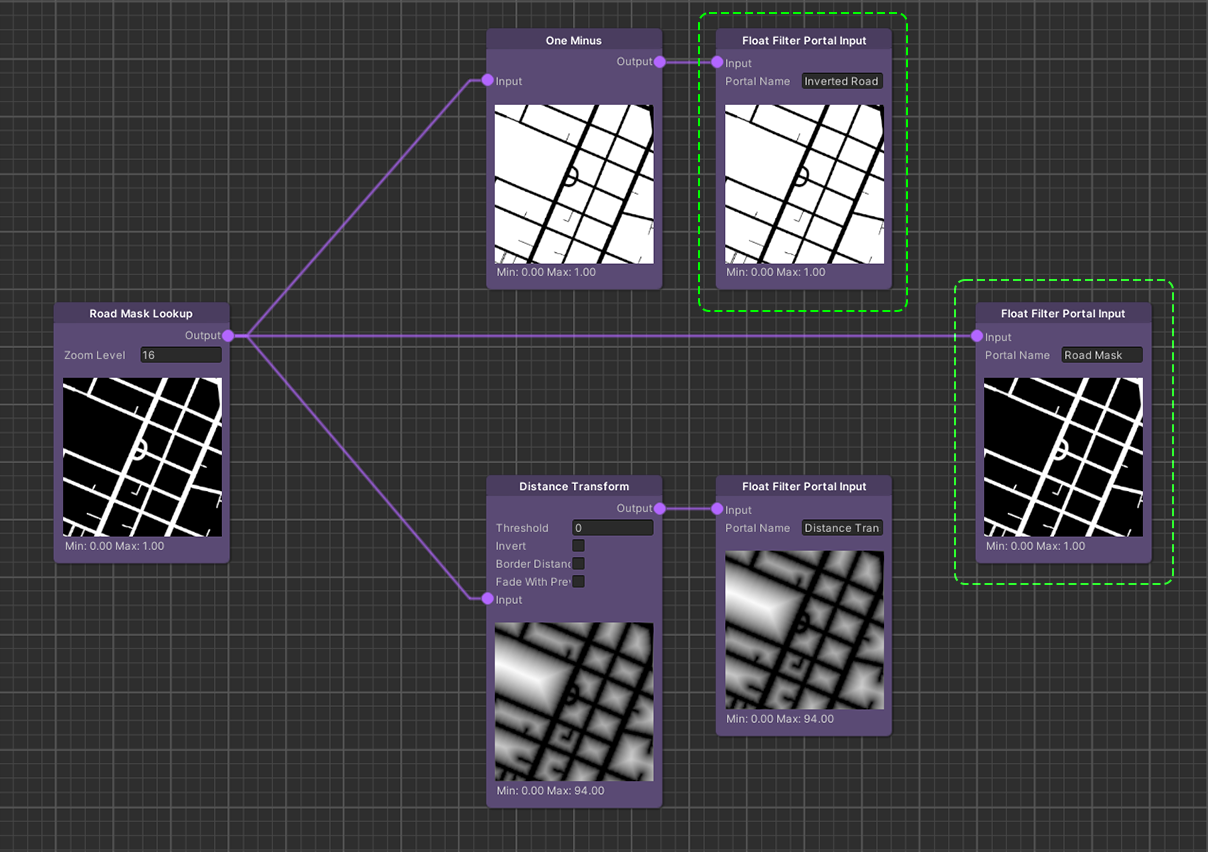 One Minus
Output
Input
Min: 0.00 Max: 1.00
Float Filter Portal Input
Input
Portal Name Inverted Road
Min: 0.00 Max: 1.00
Road Mask Lookup
Output
Zoom Level 16
Min: 0.00 Max: 1.00
Float Filter Portal Input
Input
Portal Name Road Mask
Min: 0.00 Max: 1.00
Distance Transform
Output
Threshold 0
Invert
Border Distanc
Fade With Prev
Input
Min: 0.00 Max: 94.00
Float Filter Portal Input
Input
Portal Name Distance Tran
Min: 0.00 Max: 94.00